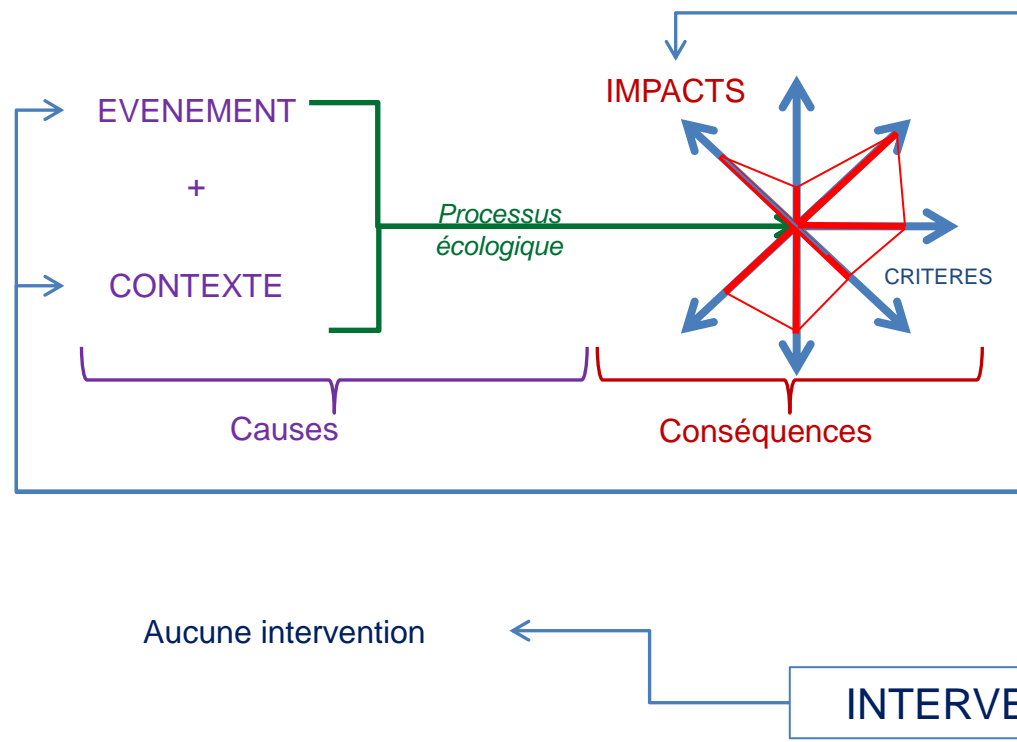 IMPACTS
EVENEMENT
+
Processus
écologique
CONTEXTE
CRITERES
Causes
Conséquences
Aucune intervention
INTERVE